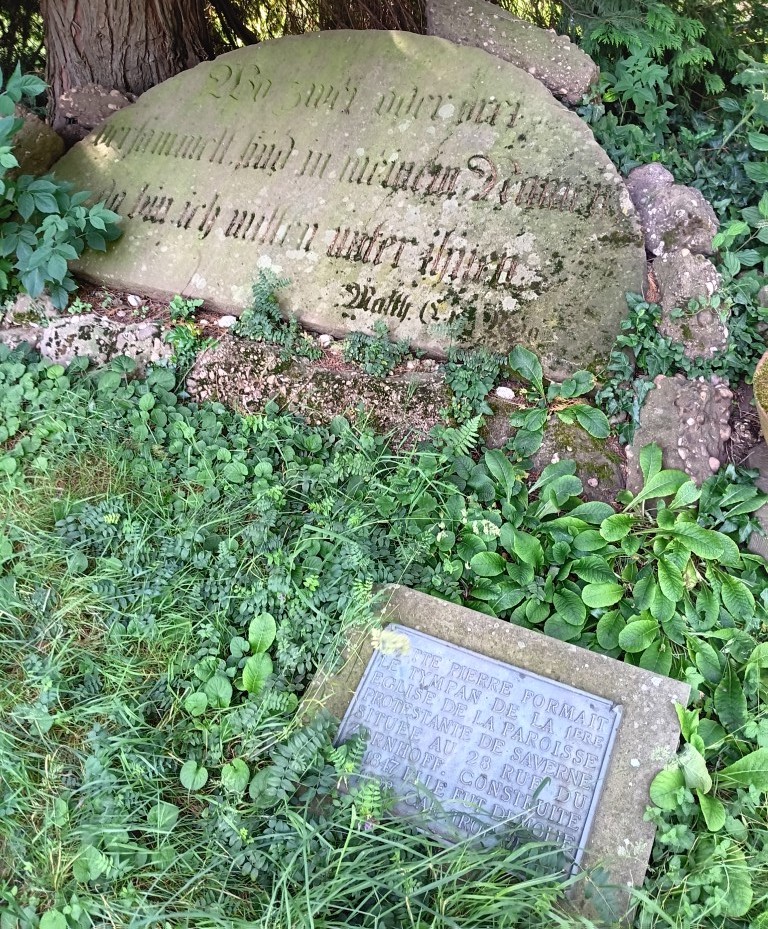 Wo zwei oder drei
versammelt sind in meinem Namen
da bin ich mitten unter ihnen
Matth.
PIERRE FORMAIT
LE TYMPAN DE LA 1ERE
EGLISE DE LA PAROISSE
PROTESTANTE DE SAVERNE
SITUEE AU 28 RUE DU
CONSTRUITE
ELLE FUT